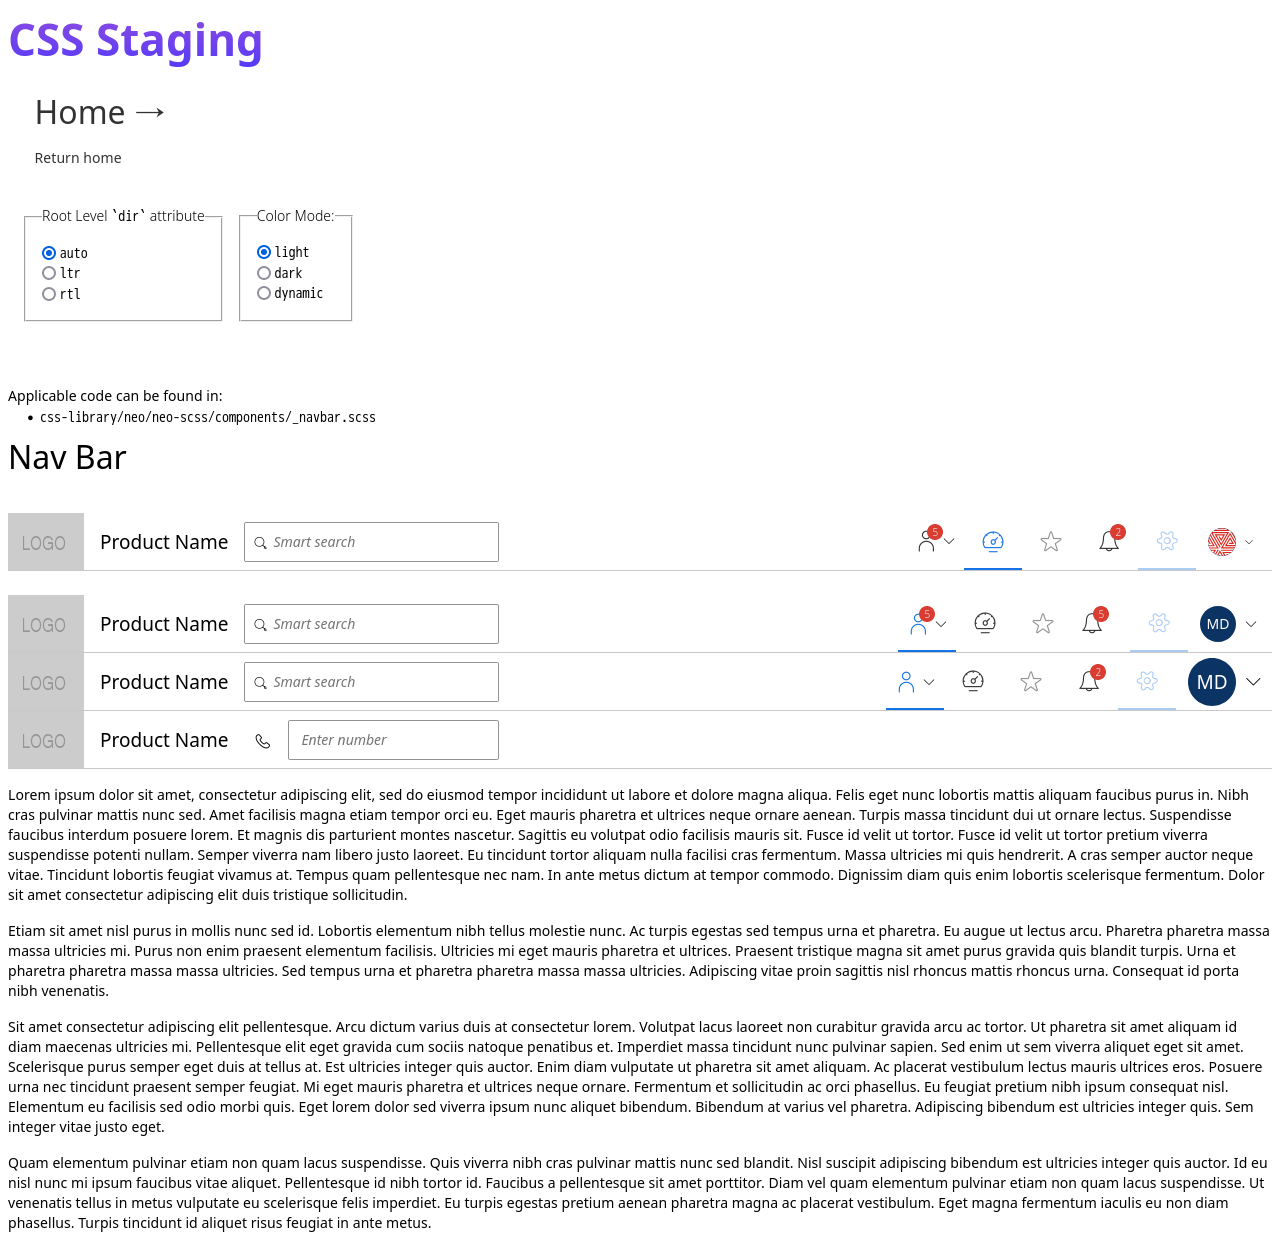 CSS Staging
Home →
Return home
Root Level `dir` attribute
auto
ltr
rtl
Color Mode:
light
dark
dynamic
Applicable code can be found in:
• css-library/neo/neo-scss/components/_navbar.scss
Nav Bar
LOGO Product Name Smart search 5 2
LOGO Product Name Smart search 5 5 MD
LOGO Product Name Smart search 2 MD
LOGO Product Name Enter number
Lorem ipsum dolor sit amet, consectetur adipiscing elit, sed do eiusmod tempor incididunt ut labore et dolore magna aliqua. Felis eget nunc lobortis mattis aliquam faucibus purus in. Nibh
cras pulvinar mattis nunc sed. Amet facilisis magna etiam tempor orci eu. Eget mauris pharetra et ultrices neque ornare aenean. Turpis massa tincidunt dui ut ornare lectus. Suspendisse
faucibus interdum posuere lorem. Et magnis dis parturient montes nascetur. Sagittis eu volutpat odio facilisis mauris sit. Fusce id velit ut tortor. Fusce id velit ut tortor pretium viverra
suspendisse potenti nullam. Semper viverra nam libero justo laoreet. Eu tincidunt tortor aliquam nulla facilisi cras fermentum. Massa ultricies mi quis hendrerit. A cras semper auctor neque
vitae. Tincidunt lobortis feugiat vivamus at. Tempus quam pellentesque nec nam. In ante metus dictum at tempor commodo. Dignissim diam quis enim lobortis scelerisque fermentum. Dolor
sit amet consectetur adipiscing elit duis tristique sollicitudin.
Etiam sit amet nisl purus in mollis nunc sed id. Lobortis elementum nibh tellus molestie nunc. Ac turpis egestas sed tempus urna et pharetra. Eu augue ut lectus arcu. Pharetra pharetra massa
massa ultricies mi. Purus non enim praesent elementum facilisis. Ultricies mi eget mauris pharetra et ultrices. Praesent tristique magna sit amet purus gravida quis blandit turpis. Urna et
pharetra pharetra massa massa ultricies. Sed tempus urna et pharetra pharetra massa massa ultricies. Adipiscing vitae proin sagittis nisl rhoncus mattis rhoncus urna. Consequat id porta
nibh venenatis.
Sit amet consectetur adipiscing elit pellentesque. Arcu dictum varius duis at consectetur lorem. Volutpat lacus laoreet non curabitur gravida arcu ac tortor. Ut pharetra sit amet aliquam id
diam maecenas ultricies mi. Pellentesque elit eget gravida cum sociis natoque penatibus et. Imperdiet massa tincidunt nunc pulvinar sapien. Sed enim ut sem viverra aliquet eget sit amet.
Scelerisque purus semper eget duis at tellus at. Est ultricies integer quis auctor. Enim diam vulputate ut pharetra sit amet aliquam. Ac placerat vestibulum lectus mauris ultrices eros. Posuere
urna nec tincidunt praesent semper feugiat. Mi eget mauris pharetra et ultrices neque ornare. Fermentum et sollicitudin ac orci phasellus. Eu feugiat pretium nibh ipsum consequat nisl.
Elementum eu facilisis sed odio morbi quis. Eget lorem dolor sed viverra ipsum nunc aliquet bibendum. Bibendum at varius vel pharetra. Adipiscing bibendum est ultricies integer quis. Sem
integer vitae justo eget.
Quam elementum pulvinar etiam non quam lacus suspendisse. Quis viverra nibh cras pulvinar mattis nunc sed blandit. Nisl suscipit adipiscing bibendum est ultricies integer quis auctor. Id eu
nisl nunc mi ipsum faucibus vitae aliquet. Pellentesque id nibh tortor id. Faucibus a pellentesque sit amet porttitor. Diam vel quam elementum pulvinar etiam non quam lacus suspendisse. Ut
venenatis tellus in metus vulputate eu scelerisque felis imperdiet. Eu turpis egestas pretium aenean pharetra magna ac placerat vestibulum. Eget magna fermentum iaculis eu non diam
phasellus. Turpis tincidunt id aliquet risus feugiat in ante metus.